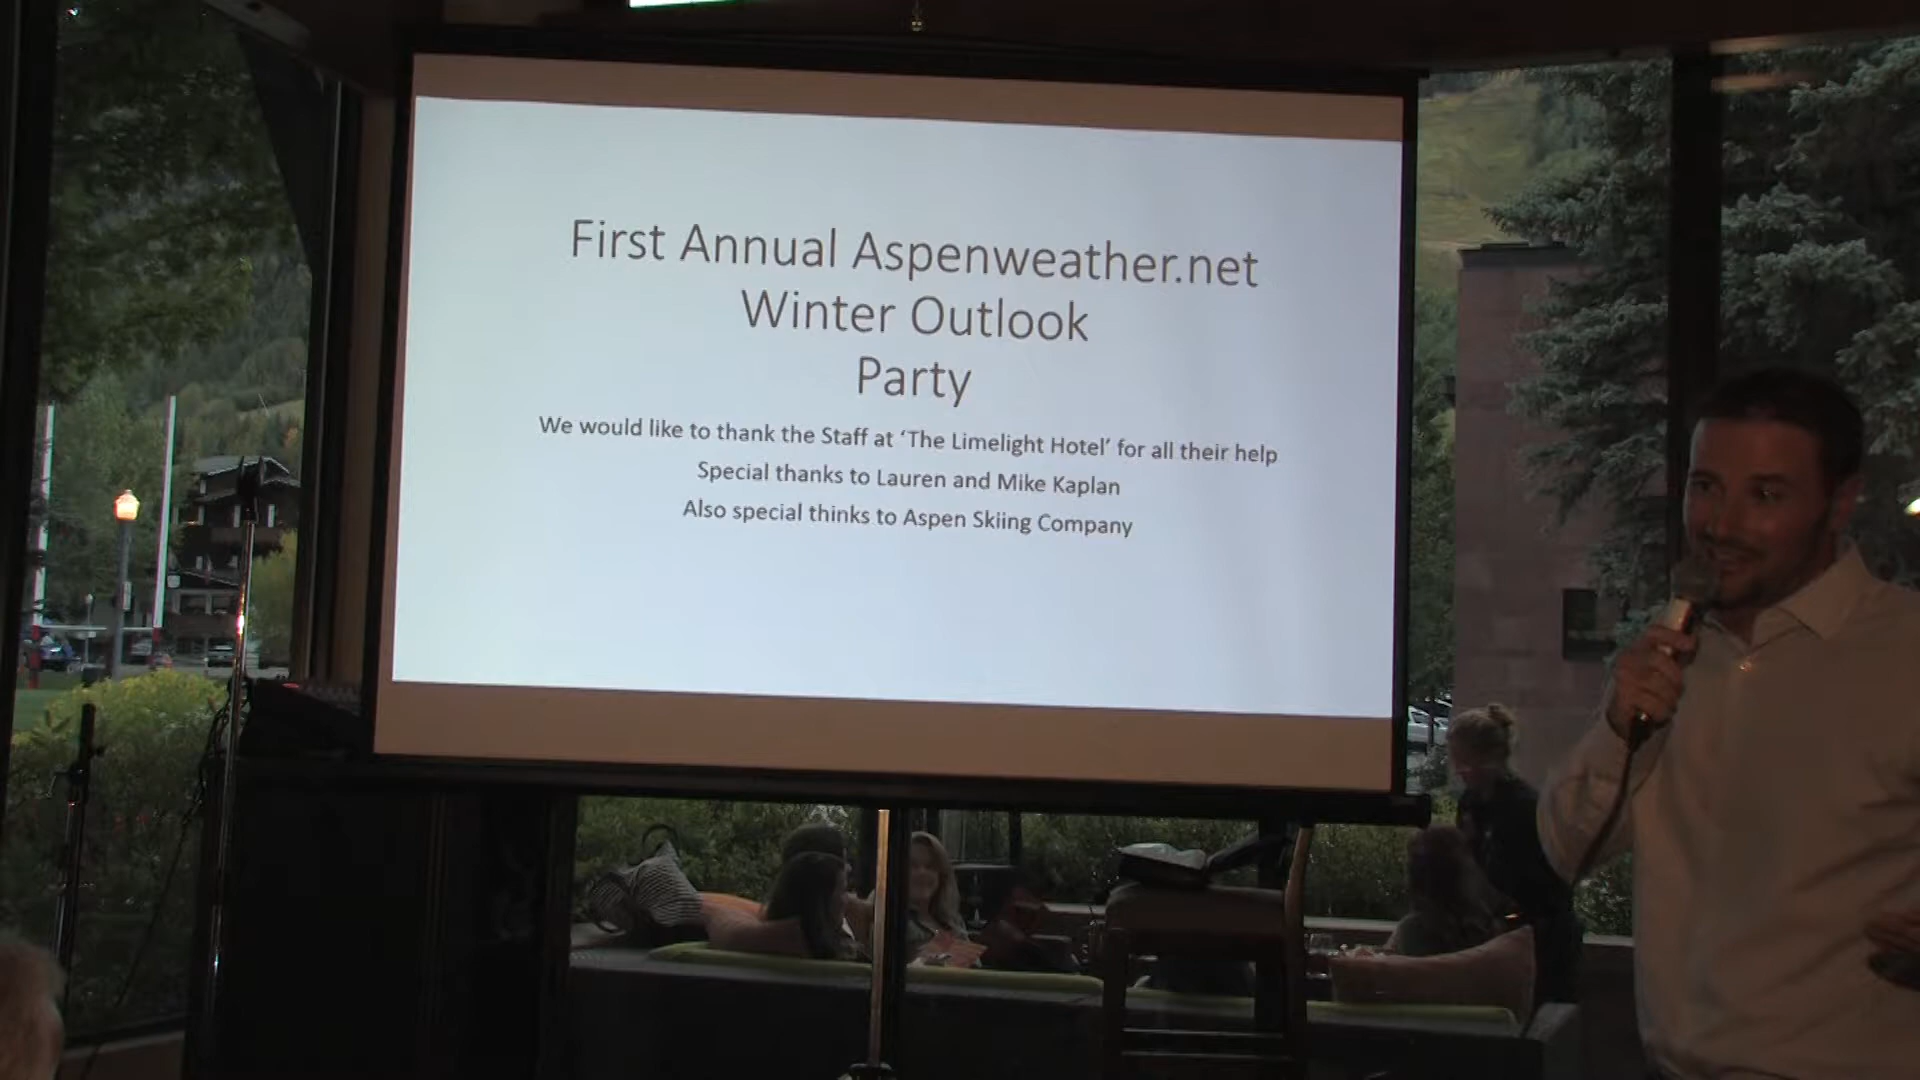 First Annual Aspenweather.net
Winter Outlook
Party
We would like to thank the Staff at ‘The Limelight Hotel’ for all their help
Special thanks to Lauren and Mike Kaplan
Also special thinks to Aspen Skiing Company